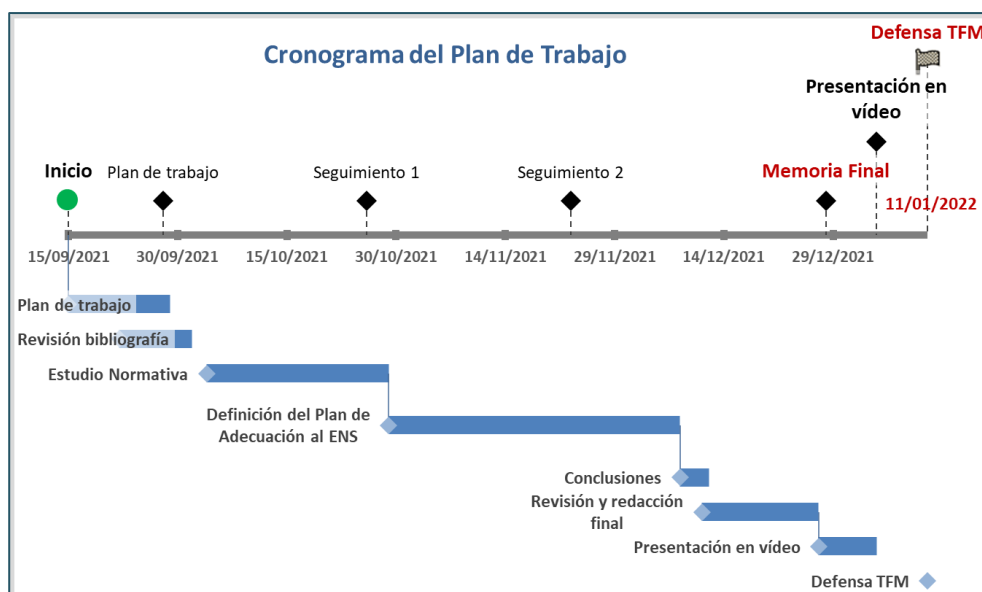 Defensa TFM
Cronograma del Plan de Trabajo
Presentación en
vídeo
Inicio
Plan de trabajo
Seguimiento 1
Seguimiento 2
Memoria Final
11/01/2022
15/09/2021
30/09/2021
15/10/2021
30/10/2021
14/11/2021
29/11/2021
14/12/2021
29/12/2021
Plan de trabajo
Revisión bibliografía
Estudio Normativa
Definición del Plan de
Adecuación al ENS
Conclusiones
Revisión y redacción
final
Presentación en vídeo
Defensa TFM